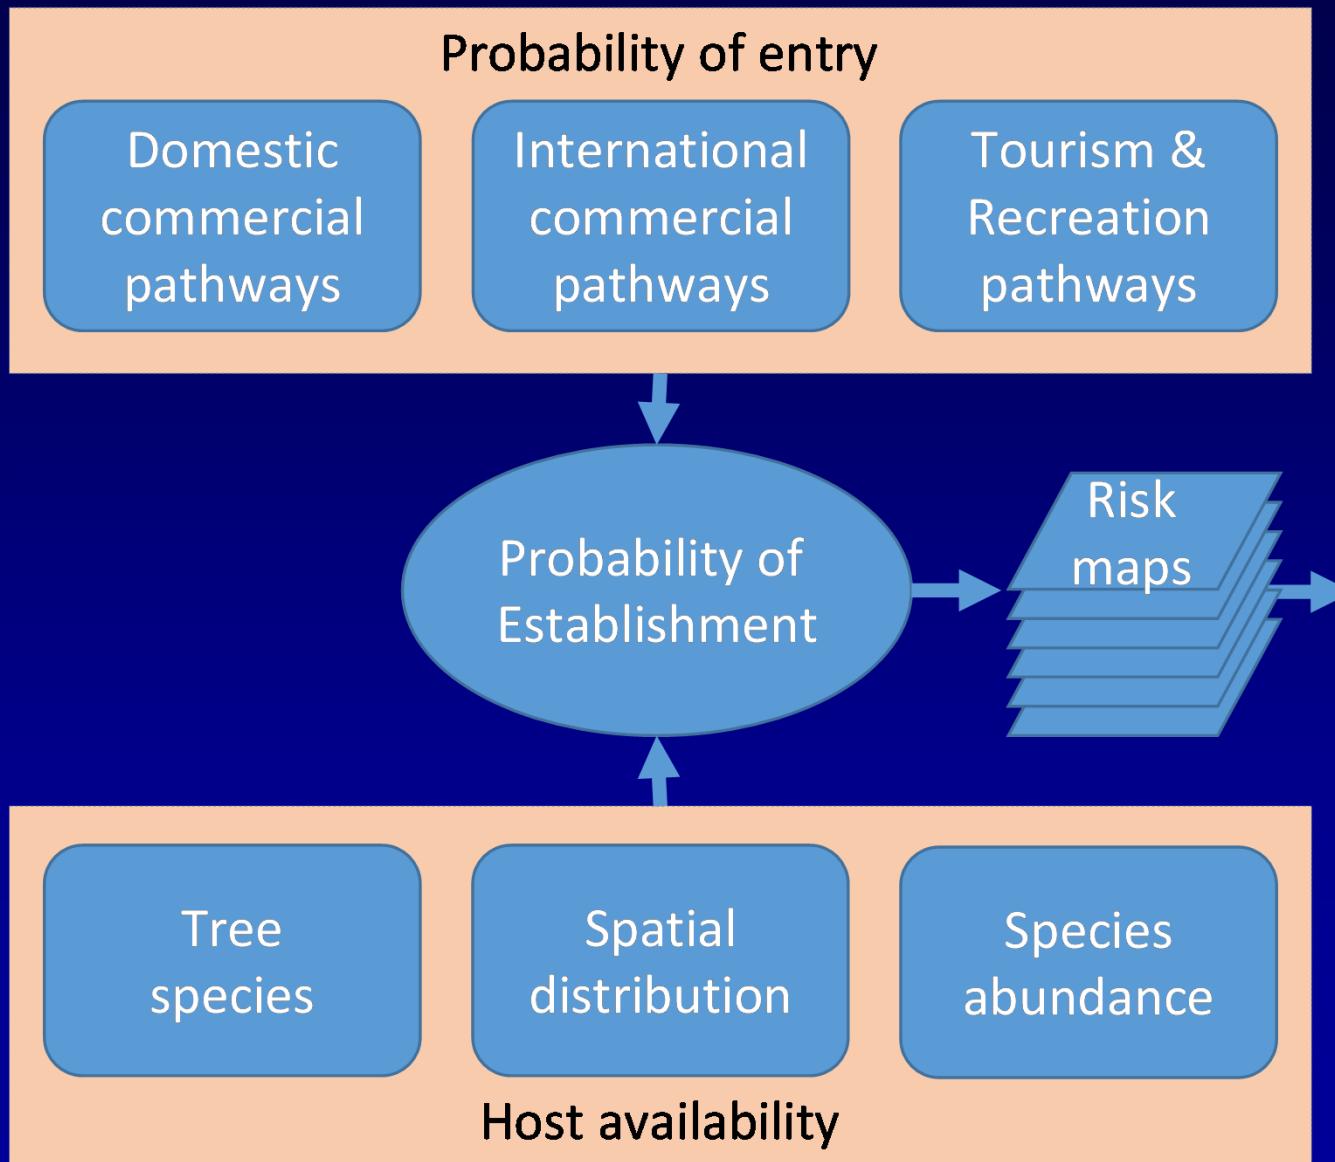 Probability of entry
Domestic
commercial
pathways
International
commercial
pathways
Tourism &
Recreation
pathways
Probability of
Establishment
Risk
maps
Tree
species
Spatial
distribution
Species
abundance
Host availability